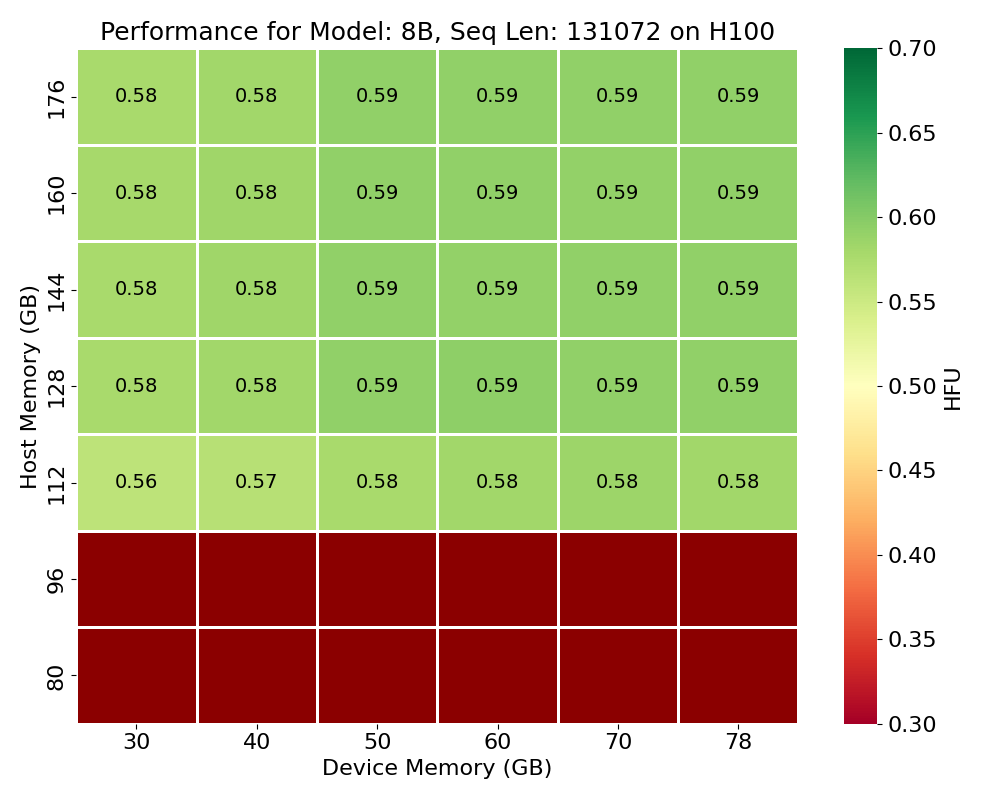 Performance for Model: 8B, Seq Len: 131072 on H100
176 0.58 0.58 0.59 0.59 0.59 0.59
160 0.58 0.58 0.59 0.59 0.59 0.59
144 0.58 0.58 0.59 0.59 0.59 0.59
128 0.58 0.58 0.59 0.59 0.59 0.59
112 0.56 0.57 0.58 0.58 0.58 0.58
96
80
Host Memory (GB)
30 40 50 60 70 78
Device Memory (GB)
0.70
0.65
0.60
0.55
0.50
0.45
0.40
0.35
0.30
HFU